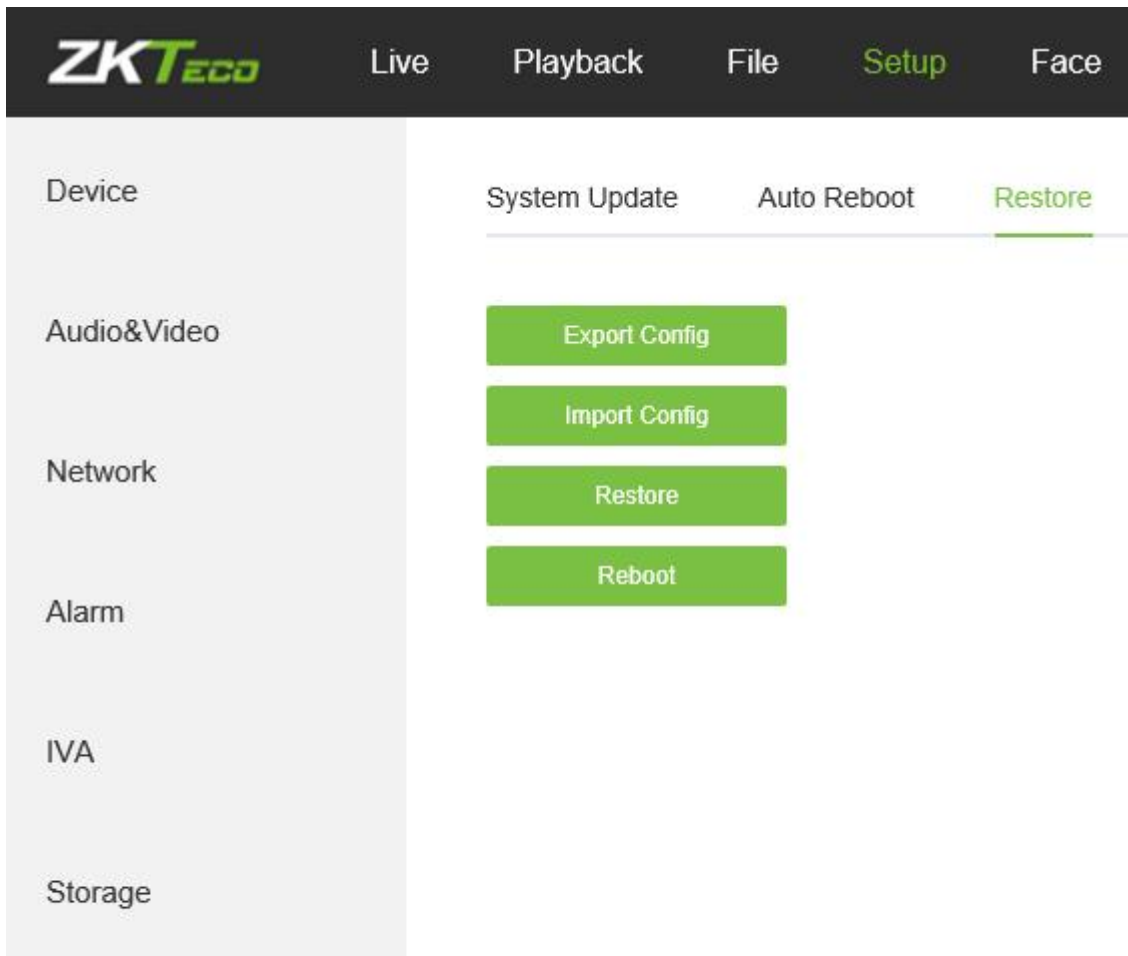 ZKTeco Live Playback File Setup Face
Device
System Update Auto Reboot Restore
Audio&Video
Export Config
Import Config
Network
Restore
Reboot
Alarm
IVA
Storage